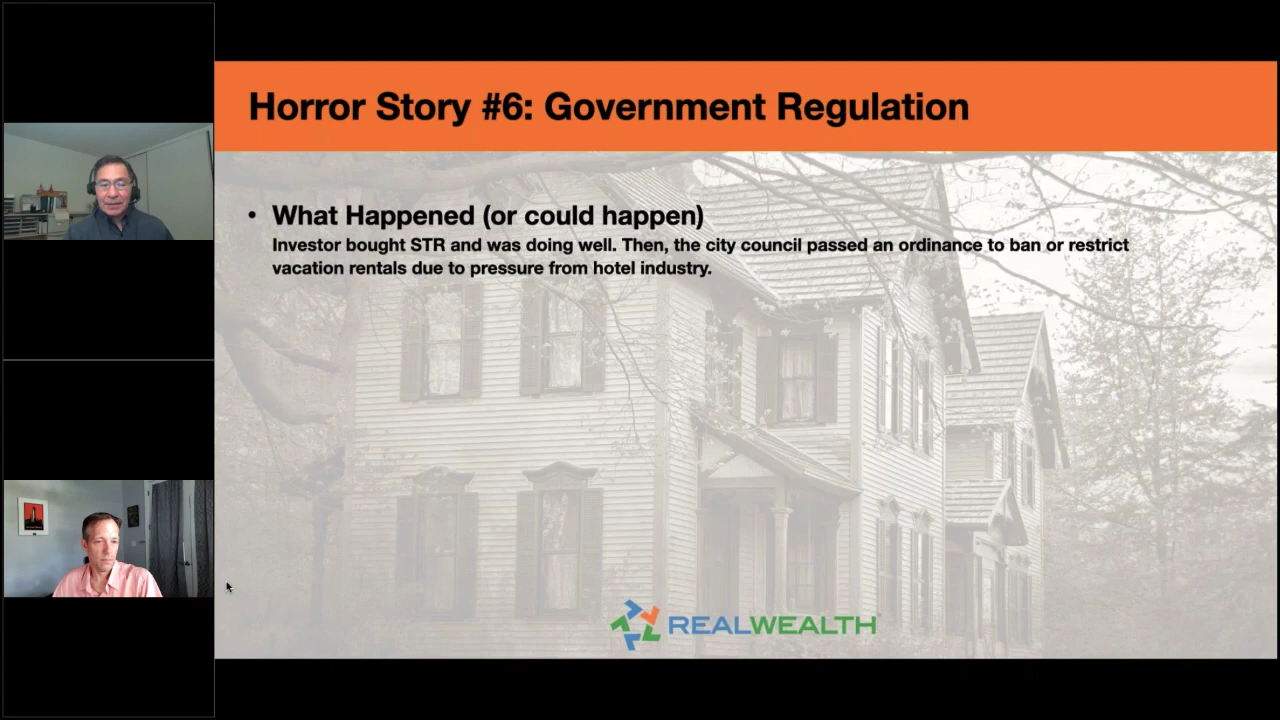 Horror Story #6: Government Regulation
• What Happened (or could happen)
Investor bought STR and was doing well. Then, the city council passed an ordinance to ban or restrict
vacation rentals due to pressure from hotel industry.
REALWEALTH